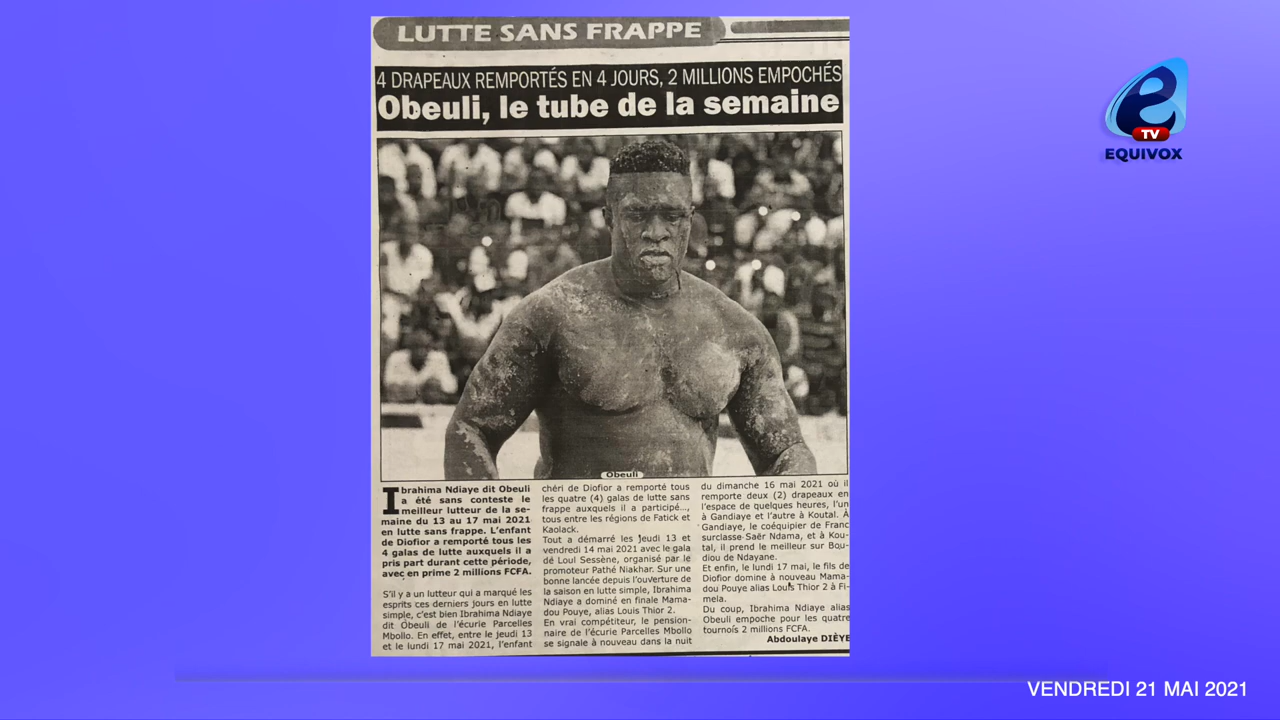 LUTTE SANS FRAPPE
4 DRAPEAUX REMPORTÉS EN 4 JOURS, 2 MILLIONS EMPOCHÉS
Obeuli, le tube de la semaine
e
TV
EQUIVOX
Obeuli
Ibrahima Ndiaye dit Obeuli
a été sans conteste le
meilleur lutteur de la se-
maine du 13 au 17 mai 2021
en lutte sans frappe. L'enfant
de Diofior a remporté tous les
4 galas de lutte auxquels il a
pris part durant cette période,
avec en prime 2 millions FCFA.
S'il y a un lutteur qui a marqué les
esprits ces derniers jours en lutte
simple, c'est bien Ibrahima Ndiaye
dit Obeuli de l'écurie Parcelles
Mbollo. En effet, entre le jeudi 13
et le lundi 17 mai 2021, l'enfant
chéri de Diofior a remporté tous
les quatre (4) galas de lutte sans
frappe auxquels il a participé...,
tous entre les régions de Fatick et
Kaolack.
Tout a démarré les jeudi 13 et
vendredi 14 mai 2021 avec le gala
dé Loul Sessène, organisé par le
promoteur Pathé Niakhar. Sur une
bonne lancée depuis l'ouverture de
la saison en lutte simple, Ibrahima
Ndiaye a dominé en finale Mama-
dou Pouye, alias Louis Thior 2.
En vrai compétiteur, le pension-
naire de l'écurie Parcelles Mbollo
se signale à nouveau dans la nuit
du dimanche 16 mai 2021 où il
remporte deux (2) drapeaux en
l'espace de quelques heures, l'un
à Gandiaye et l'autre à Koutal. À
Gandiaye, le coéquipier de Franc
surclasse Saër Ndama, et à Kou-
tal, il prend le meilleur sur Bou-
diou de Ndayane.
Et enfin, le lundi 17 mai, le fils de
Diofior domine à nouveau Mama-
dou Pouye alias Louis Thior 2 à Fi-
mela.
Du coup, Ibrahima Ndiaye alias
Obeuli empoche pour les quatre
tournois 2 millions FCFA.
Abdoulaye DIÈYE
VENDREDI 21 MAI 2021